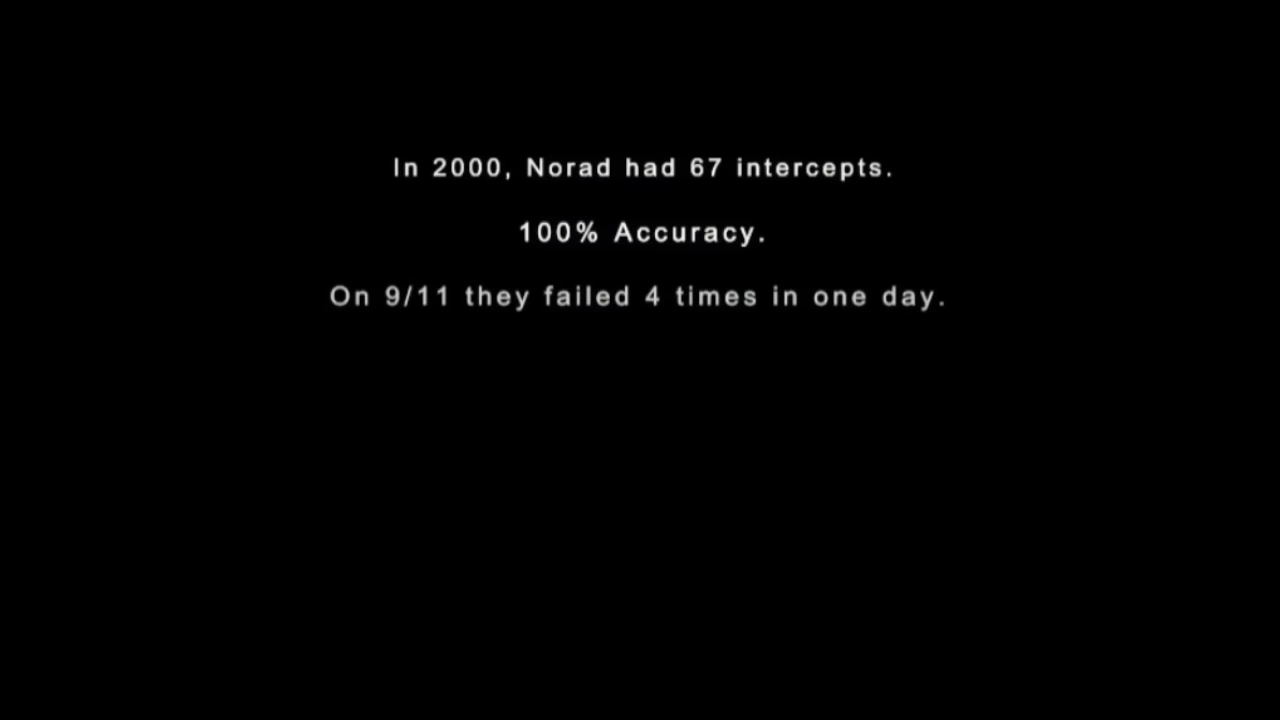 In 2000, Norad had 67 intercepts.
100% Accuracy.
On 9/11 they failed 4 times in one day.